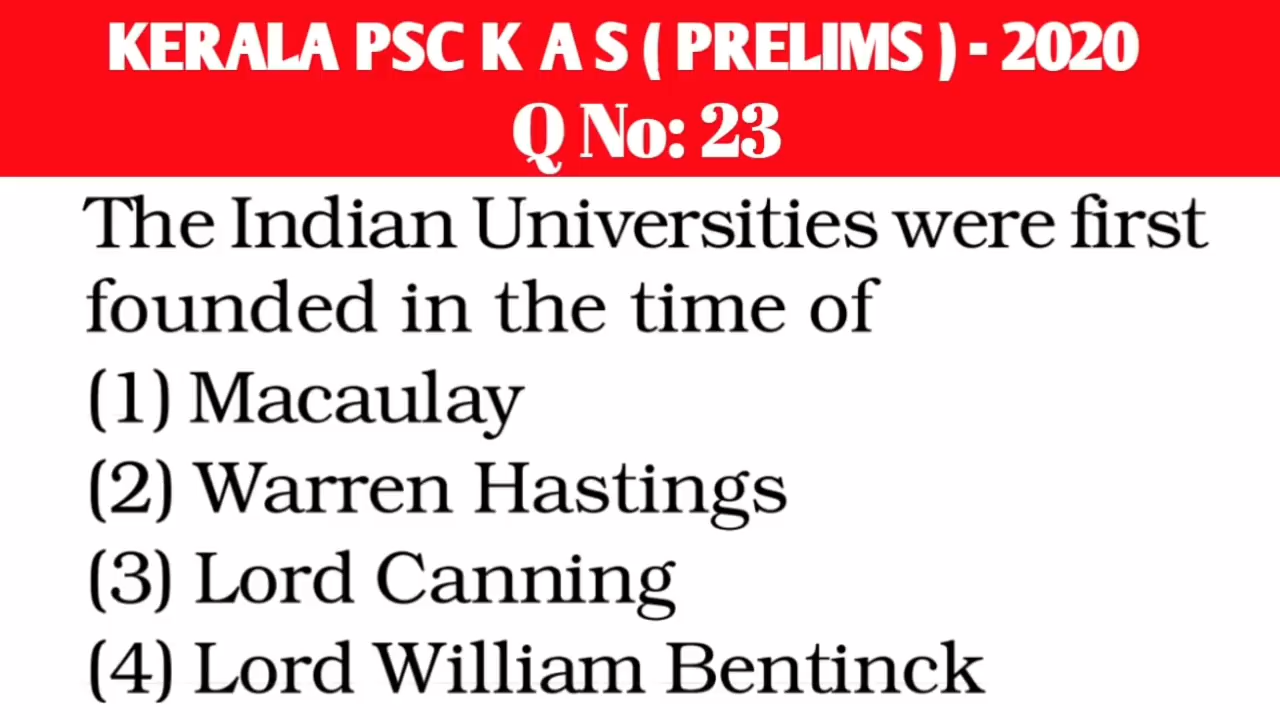 KERALA PSC K A S ( PRELIMS ) - 2020
Q No: 23
The Indian Universities were first
founded in the time of
(1) Macaulay
(2) Warren Hastings
(3) Lord Canning
(4) Lord William Bentinck